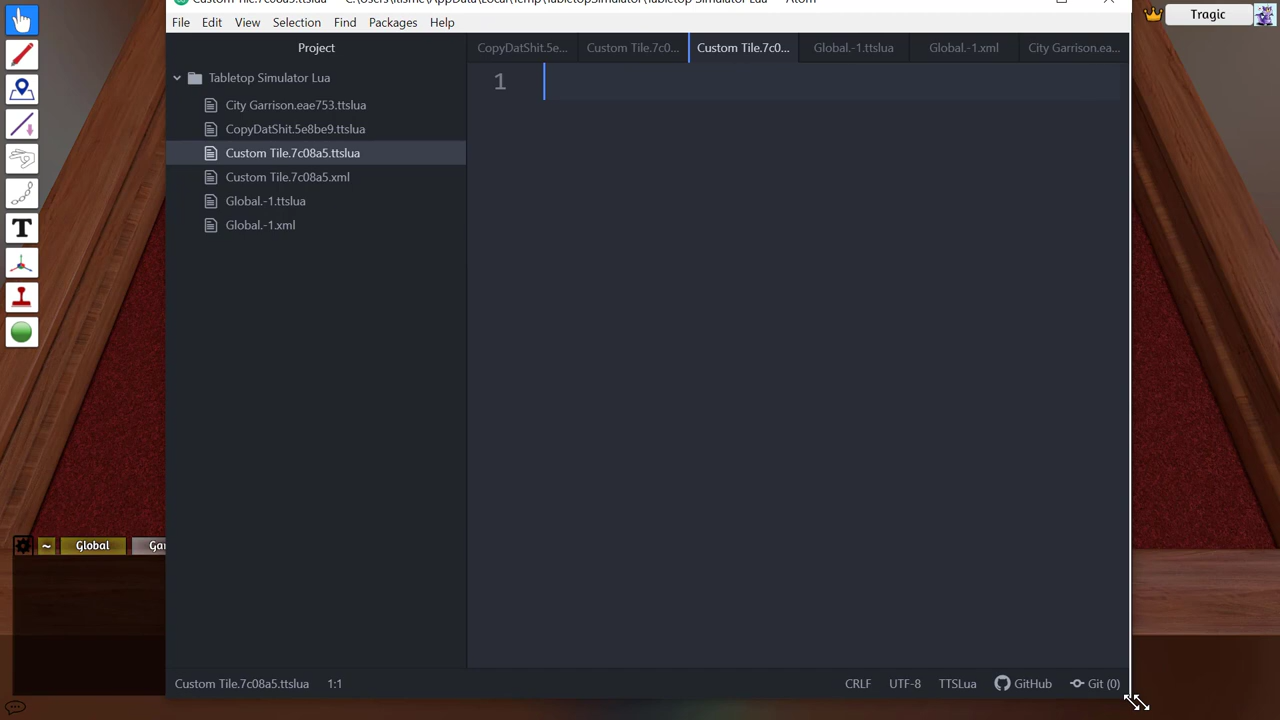 File Edit View Selection Find Packages Help
Tragic
Project
CopyDatShit.5e... Custom Tile.7c0... Custom Tile.7c0... Global.-1.ttslua Global.-1.xml City Garrison.ea...
1
Tabletop Simulator Lua
City Garrison.eae753.ttslua
CopyDatShit.5e8be9.ttslua
Custom Tile.7c08a5.ttslua
Custom Tile.7c08a5.xml
Global.-1.ttslua
Global.-1.xml
T
~ Global Ga
Custom Tile.7c08a5.ttslua 1:1 CRLF UTF-8 TTSLua GitHub Git (0)